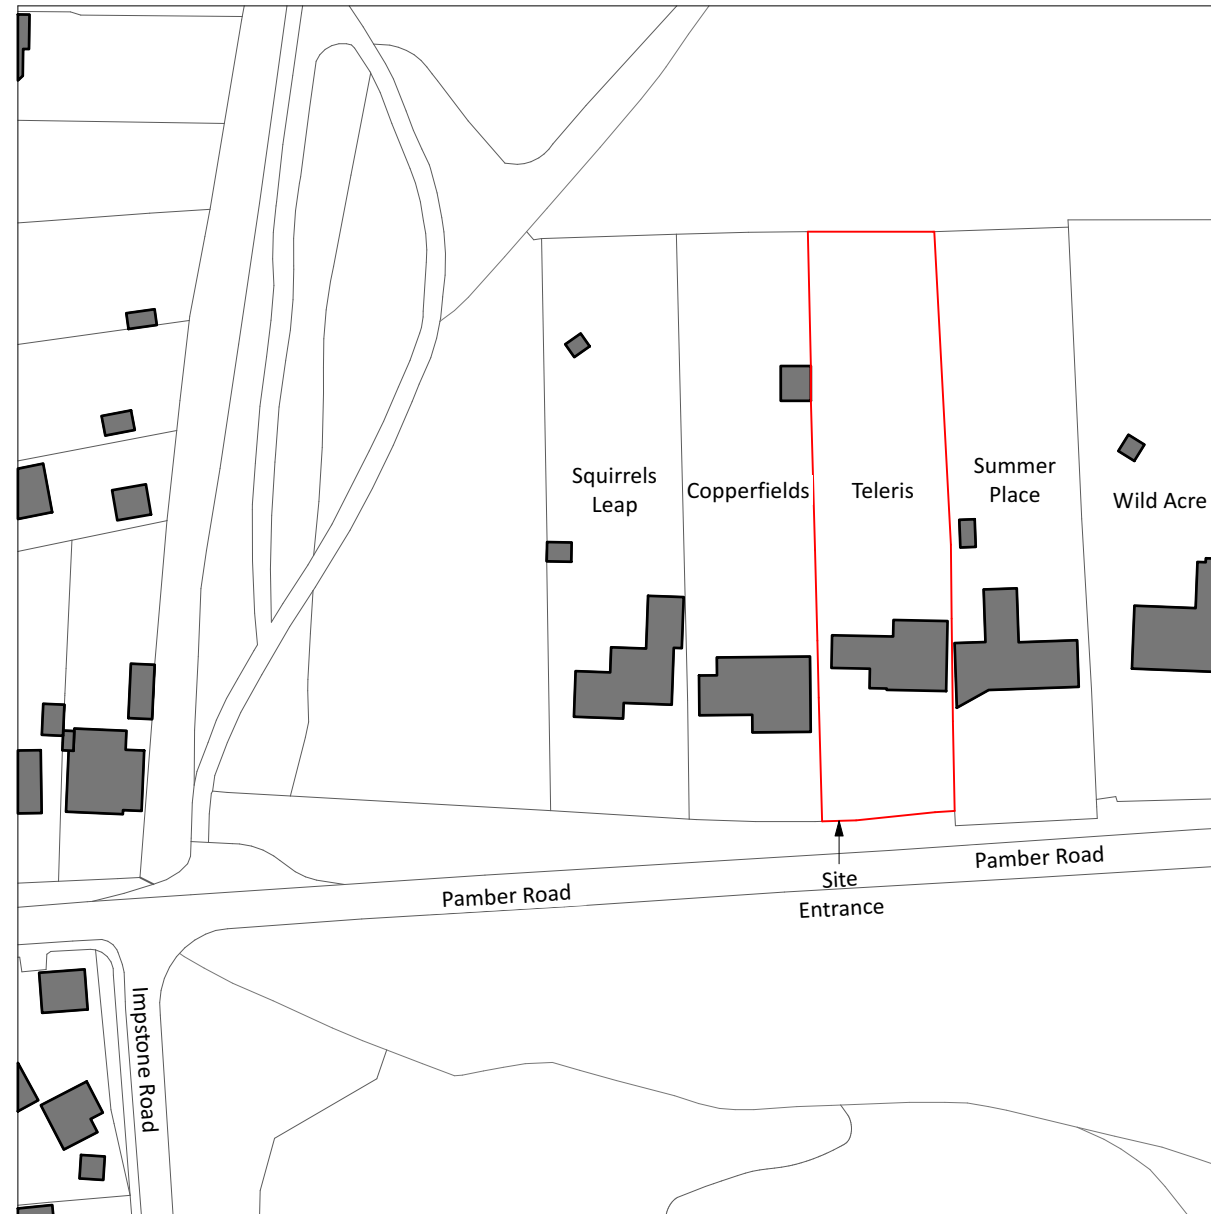 Squirrels
Leap
Copperfields
Teleris
Summer
Place
Wild Acre
Pamber Road
Site
Entrance
Pamber Road
Impstone Road